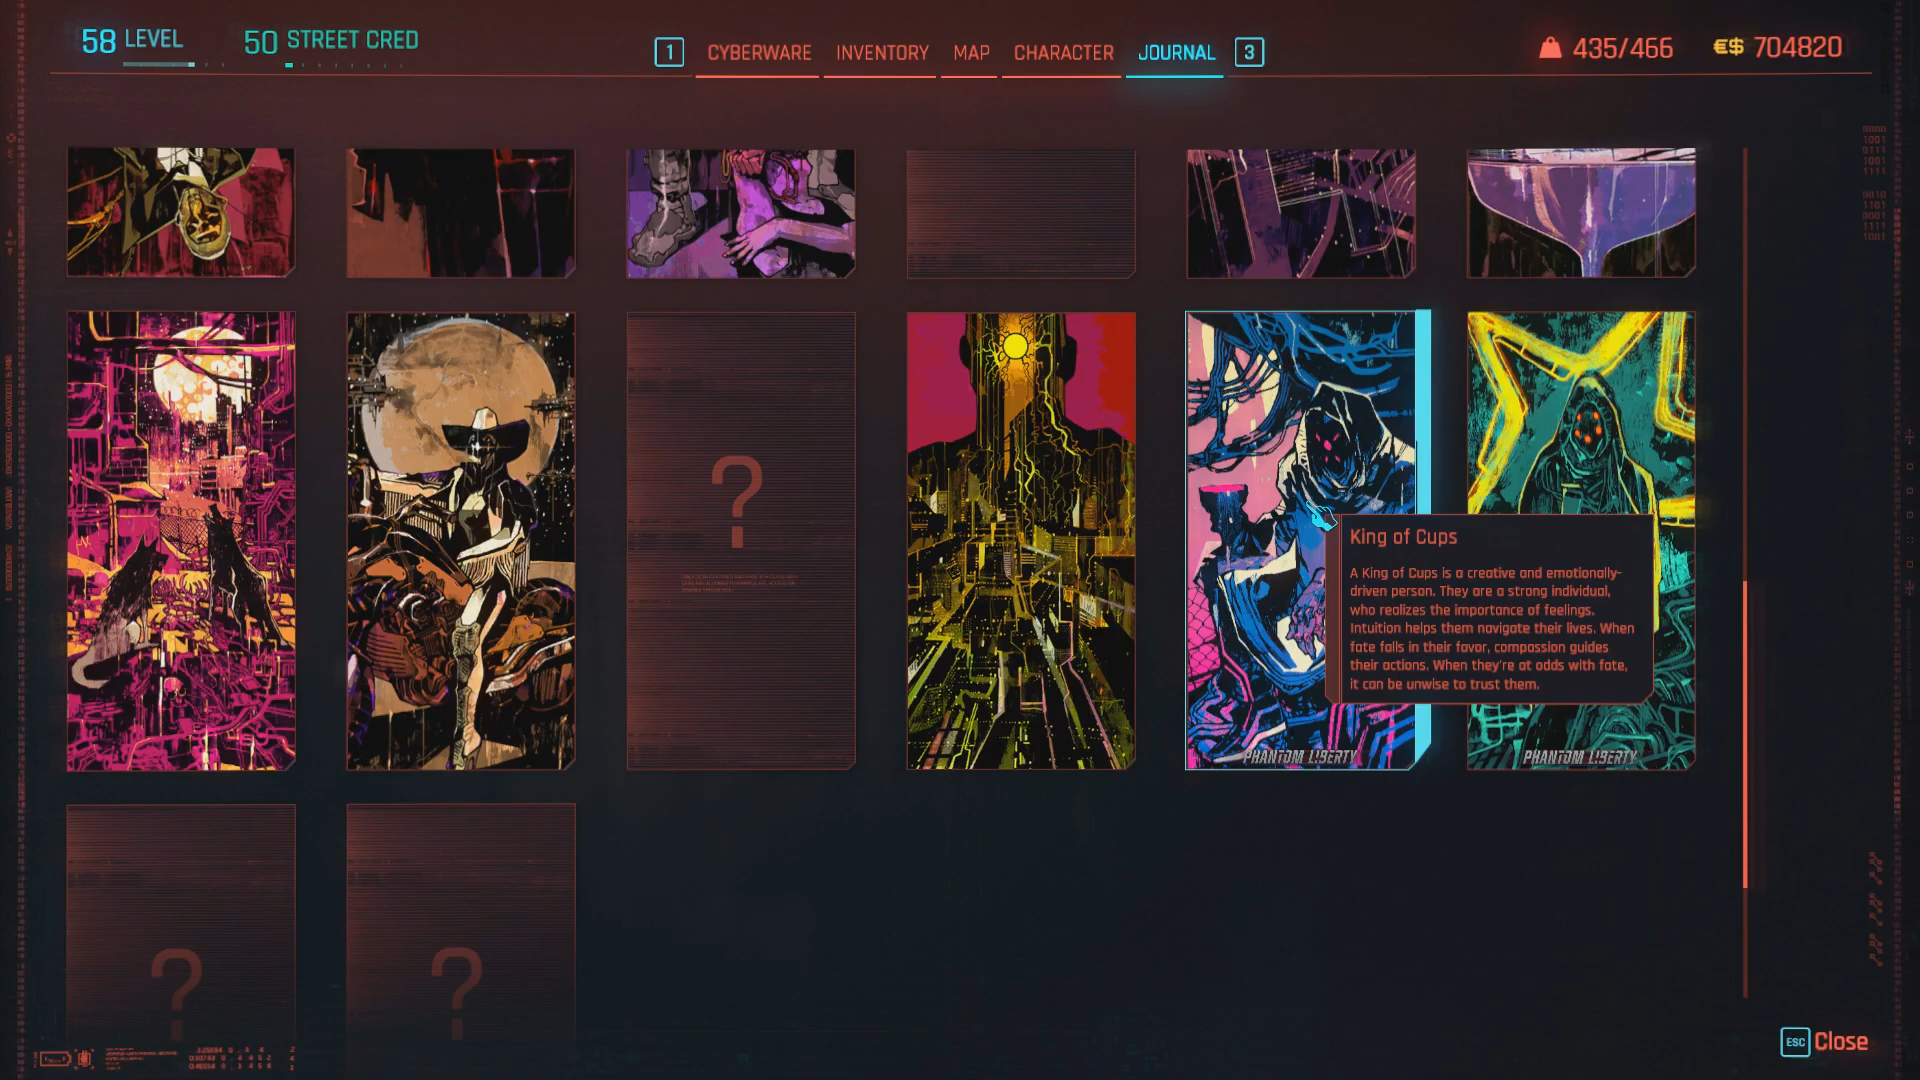 58 LEVEL
50 STREET CRED
1 CYBERWARE INVENTORY MAP CHARACTER JOURNAL 3
435/466
€$ 704820
?
King of Cups
A King of Cups is a creative and emotionally-
driven person. They are a strong individual,
who realizes the importance of feelings.
Intuition helps them navigate their lives. When
fate falls in their favor, compassion guides
their actions. When they're at odds with fate,
it can be unwise to trust them.
PHANTOM LIBERTY
PHANTOM LIBERTY
?
?
ESC Close